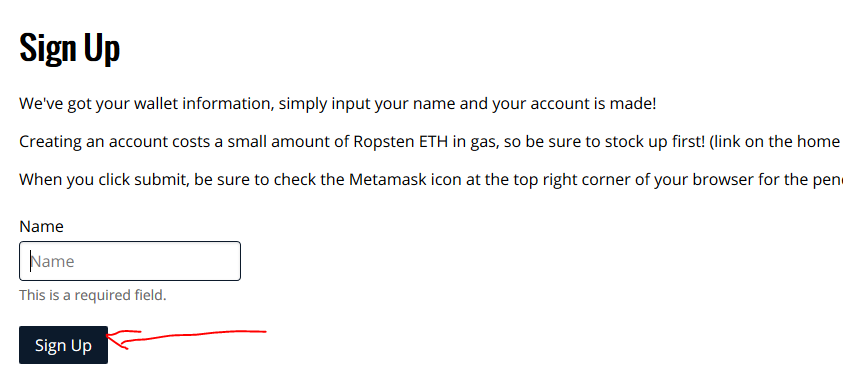 Sign Up
We've got your wallet information, simply input your name and your account is made!
Creating an account costs a small amount of Ropsten ETH in gas, so be sure to stock up first! (link on the home
When you click submit, be sure to check the Metamask icon at the top right corner of your browser for the
Name
Name
This is a required field.
Sign Up